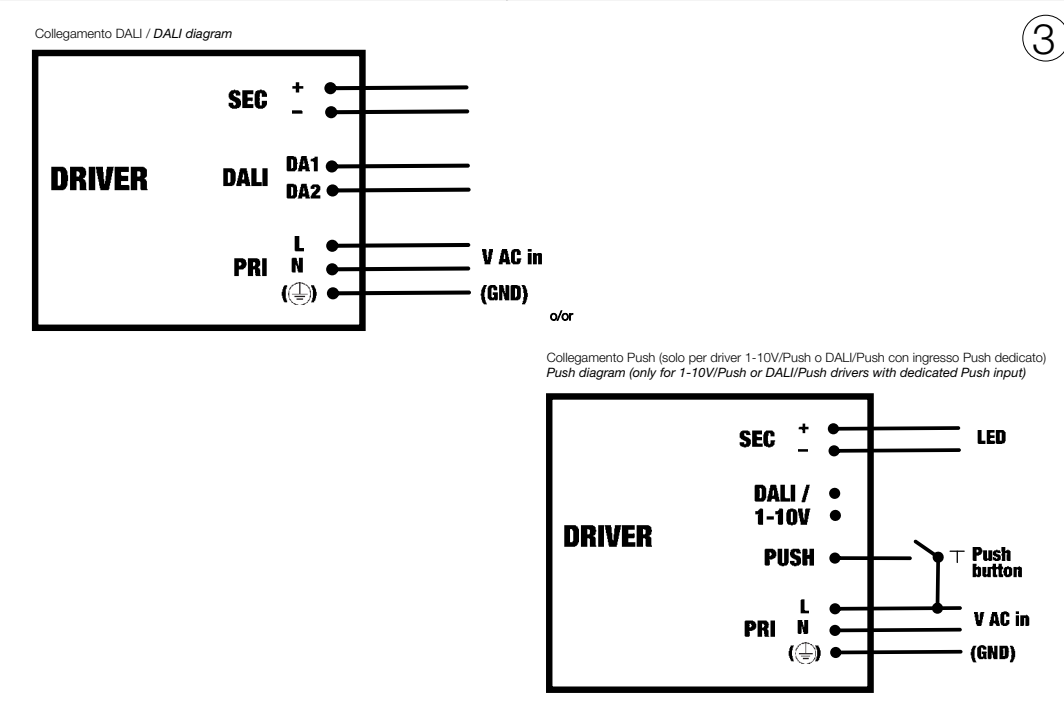 Collegamento DALI / DALI diagram
3
SEC + −
DRIVER
DALI DA1
DA2
PRI L
N
V AC in
( ) (GND)
o/or
Collegamento Push (solo per driver 1-10V/Push o DALI/Push con ingresso Push dedicato)
Push diagram (only for 1-10V/Push or DALI/Push drivers with dedicated Push input)
SEC + −
LED
DALI /
1-10V
DRIVER
PUSH
Push
button
PRI L
N
V AC in
( ) (GND)